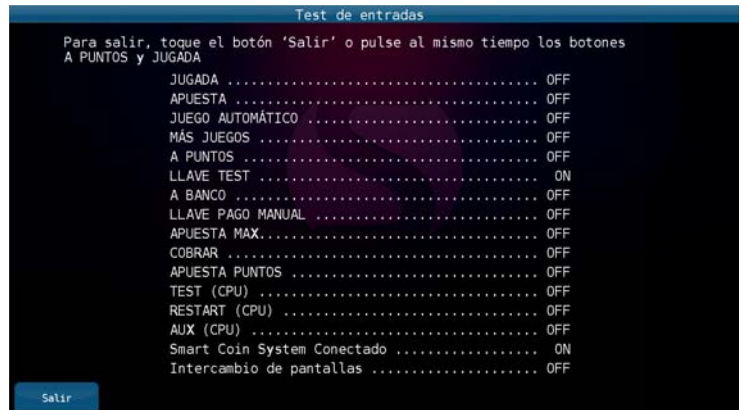 Test de entradas
Para salir, toque el botón ‘Salir’ o pulse al mismo tiempo los botones
A PUNTOS y JUGADA
JUGADA ...................................... OFF
APUESTA ..................................... OFF
JUEGO AUTOMÁTICO ............................. OFF
MÁS JUEGOS .................................. OFF
A PUNTOS .................................... OFF
LLAVE TEST .................................. ON
A BANCO ..................................... OFF
LLAVE PAGO MANUAL ........................... OFF
APUESTA MAX.................................. OFF
COBRAR ...................................... OFF
APUESTA PUNTOS .............................. OFF
TEST (CPU) .................................. OFF
RESTART (CPU) ............................... OFF
AUX (CPU) ................................... OFF
Smart Coin System Conectado ................. ON
Intercambio de pantallas .................... OFF
Salir